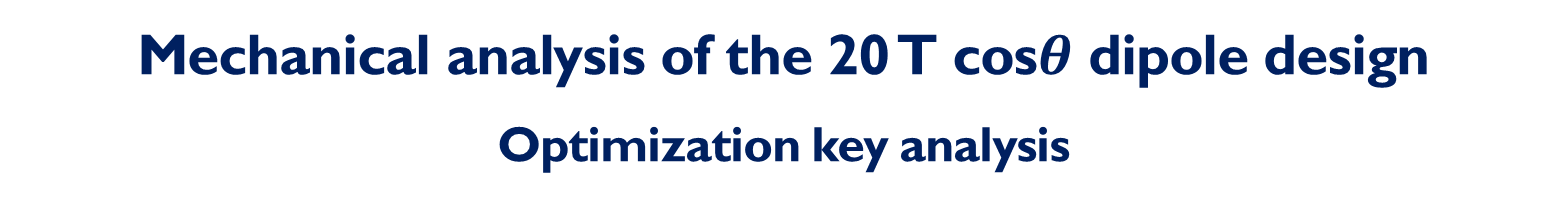 Mechanical analysis of the 20 T cosθ dipole design
Optimization key analysis